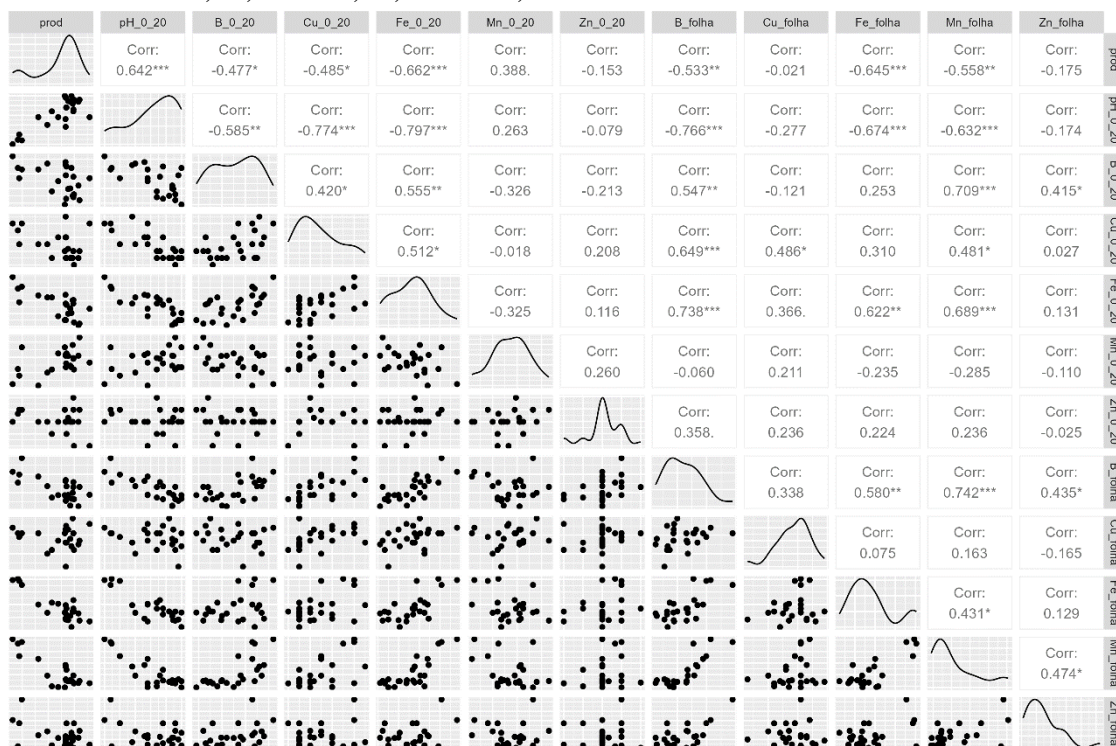 prod pH_0_20 B_0_20 Cu_0_20 Fe_0_20 Mn_0_20 Zn_0_20 B_folha Cu_folha Fe_folha Mn_folha Zn_folha
Corr: Corr: Corr: Corr: Corr: Corr: Corr: Corr: Corr: Corr: Corr:
0.642*** -0.477* -0.485* -0.662*** 0.388. -0.153 -0.533** -0.021 -0.645*** -0.558** -0.175
prod
Corr: Corr: Corr: Corr: Corr: Corr: Corr: Corr: Corr: Corr:
-0.585** -0.774*** -0.797*** 0.263 -0.079 -0.766*** -0.277 -0.674*** -0.632*** -0.174
pH_0_20
Corr: Corr: Corr: Corr: Corr: Corr: Corr: Corr: Corr:
0.420* 0.555** -0.326 -0.213 0.547** -0.121 0.253 0.709*** 0.415*
B_0_20
Corr: Corr: Corr: Corr: Corr: Corr: Corr: Corr:
0.512* -0.018 0.208 0.649*** 0.486* 0.310 0.481* 0.027
Cu_0_20
Corr: Corr: Corr: Corr: Corr: Corr: Corr:
-0.325 0.116 0.738*** 0.366. 0.622** 0.689*** 0.131
Fe_0_20
Corr: Corr: Corr: Corr: Corr: Corr:
0.260 -0.060 0.211 -0.235 -0.285 -0.110
Mn_0_20
Corr: Corr: Corr: Corr: Corr:
0.358. 0.236 0.224 0.236 -0.025
Zn_0_20
Corr: Corr: Corr: Corr:
0.338 0.580** 0.742*** 0.435*
B_folha
Corr: Corr: Corr:
0.075 0.163 -0.165
Cu_folha
Corr: Corr:
0.431* 0.129
Fe_folha
Corr:
0.474*
Mn_folha